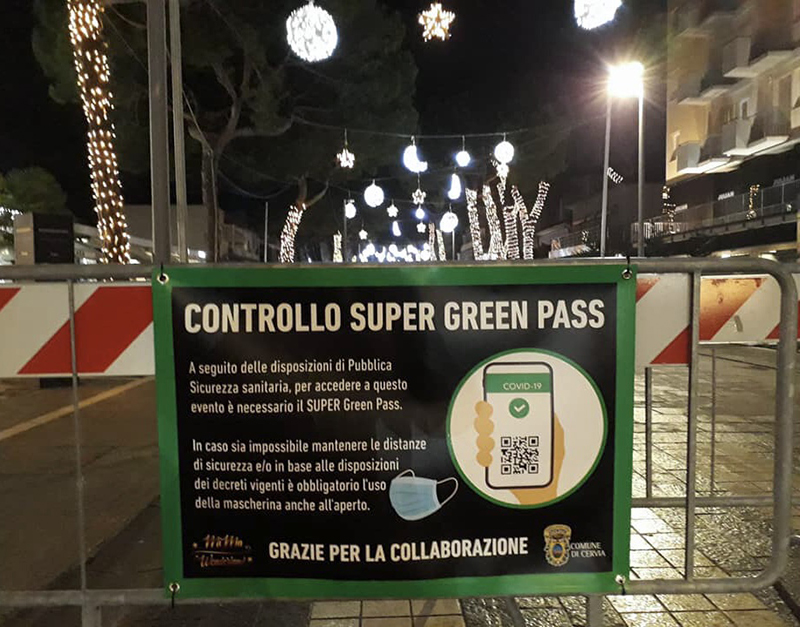 CONTROLLO SUPER GREEN PASS
A seguito delle disposizioni di Pubblica
Sicurezza sanitaria, per accedere a questo
evento è necessario il SUPER Green Pass.
COVID-19
In caso sia impossibile mantenere le distanze
di sicurezza e/o in base alle disposizioni
dei decreti vigenti è obbligatorio l'uso
della mascherina anche all'aperto.
GRAZIE PER LA COLLABORAZIONE
COMUNE
DI CERVIA